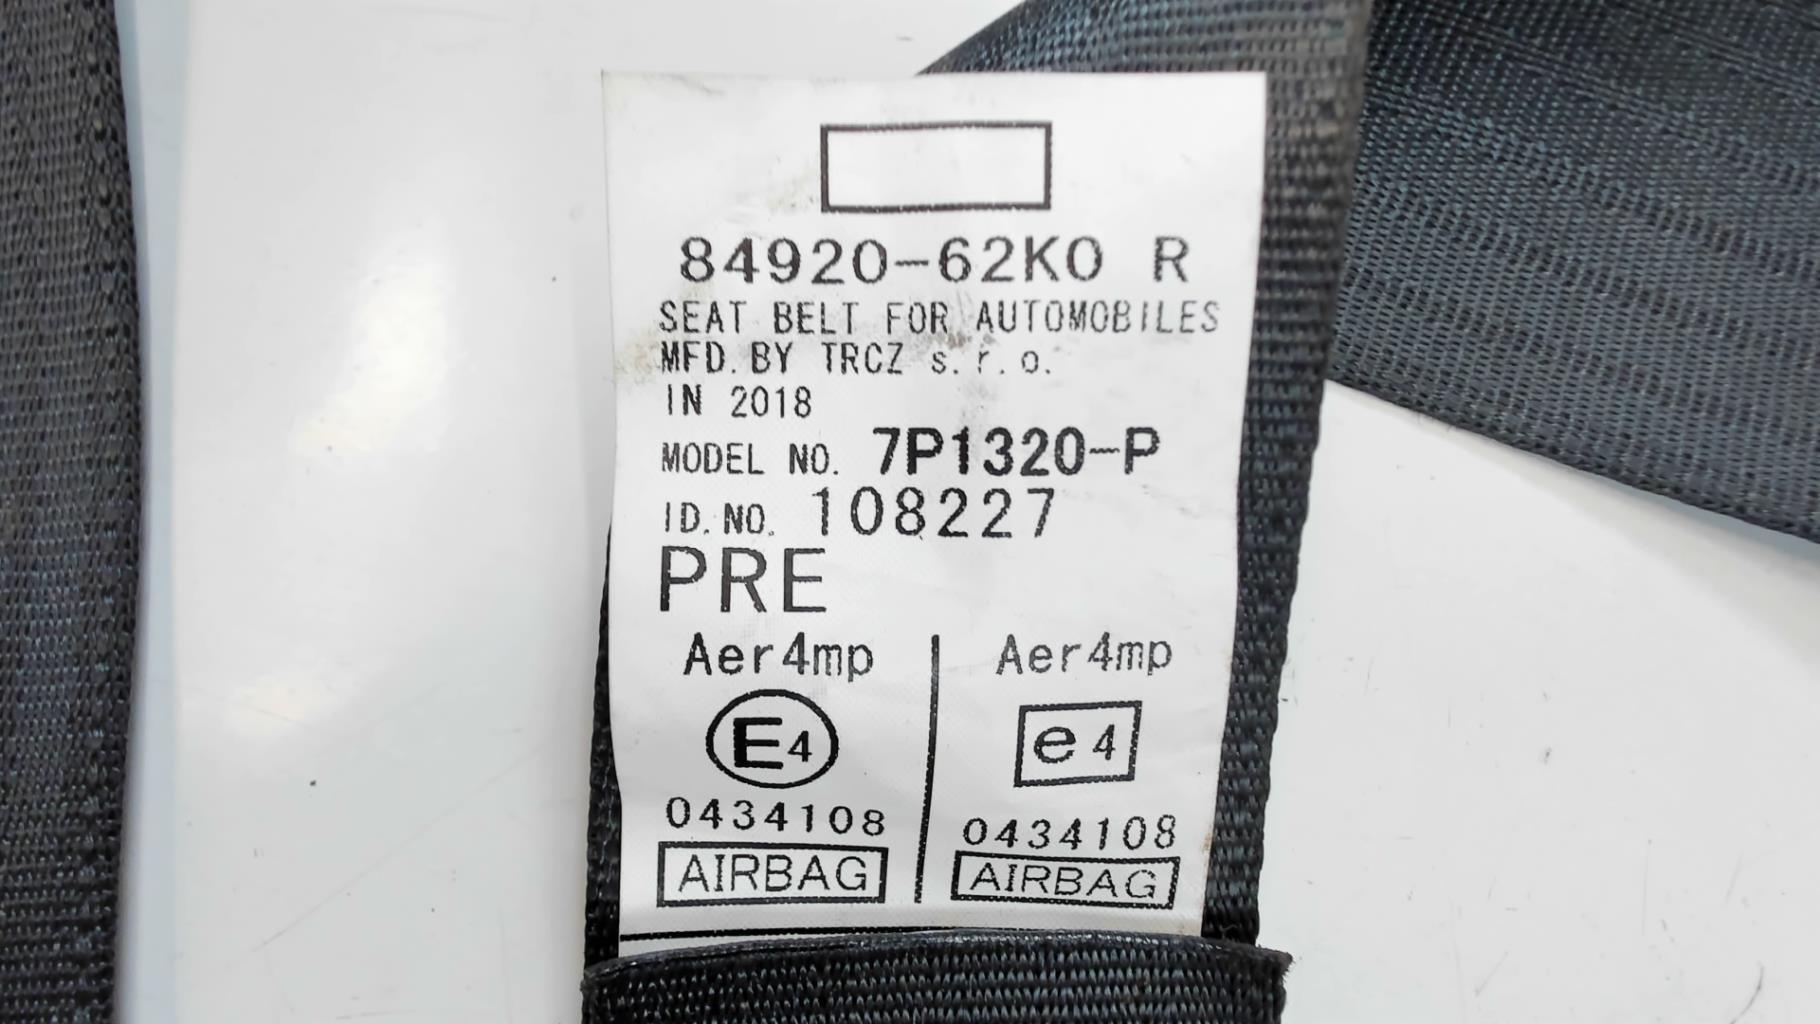 84920-62K0 R
SEAT BELT FOR AUTOMOBILES
MFD. BY TRCZ s.r.o.
IN 2018
MODEL NO. 7P1320-P
ID. NO. 108227
PRE
Aer4mp
E4
0434108
AIRBAG
Aer4mp
e4
0434108
AIRBAG